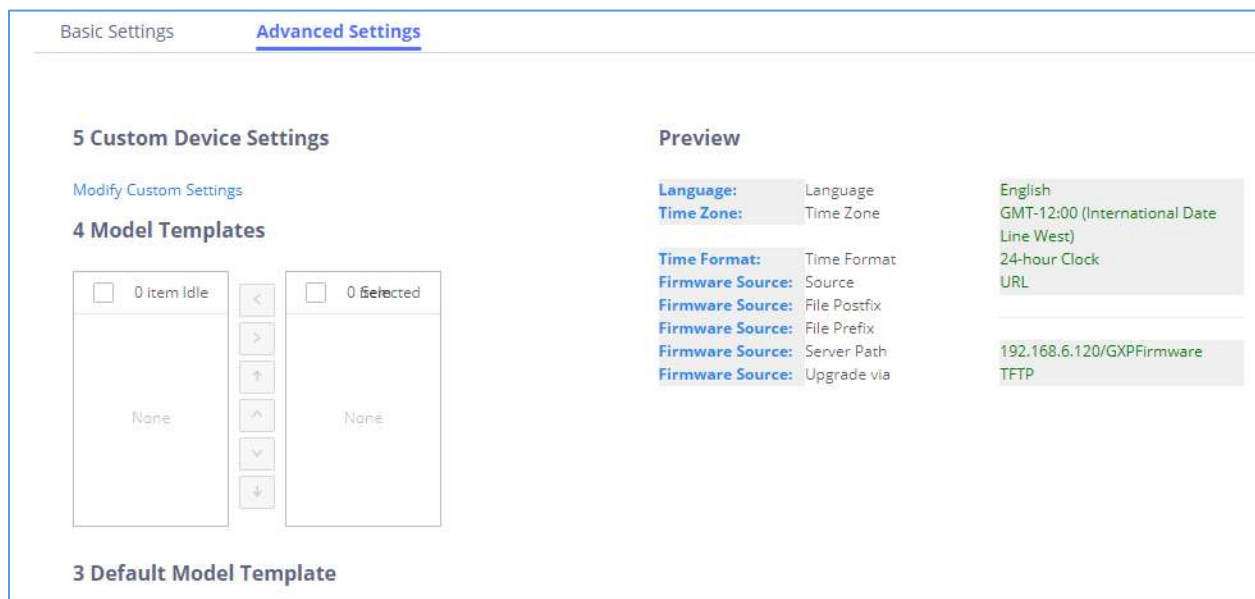 Basic Settings Advanced Settings
5 Custom Device Settings
Modify Custom Settings
4 Model Templates
0 item Idle
None
0 Selected
None
3 Default Model Template
Preview
Language: Language English
Time Zone: Time Zone GMT-12:00 (International Date
Line West)
Time Format: Time Format 24-hour Clock
Firmware Source: Source URL
Firmware Source: File Postfix
Firmware Source: File Prefix
Firmware Source: Server Path 192.168.6.120/GXPFirmware
Firmware Source: Upgrade via TFTP